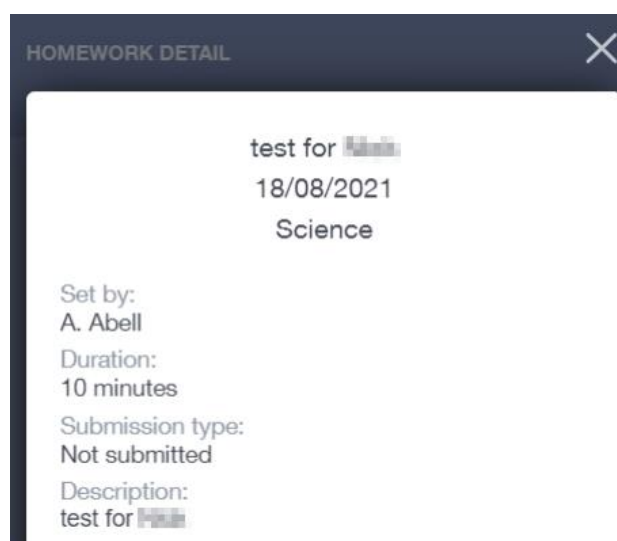 HOMEWORK DETAIL
test for
18/08/2021
Science
Set by:
A. Abell
Duration:
10 minutes
Submission type:
Not submitted
Description:
test for